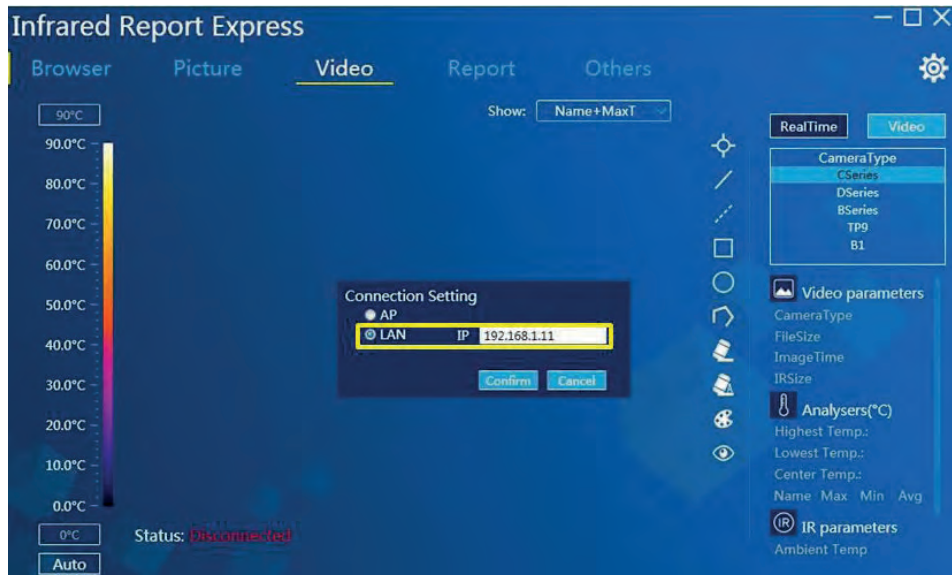 Infrared Report Express
Browser Picture Video Report Others
Show: Name+MaxT
90°C
90.0°C
80.0°C
70.0°C
60.0°C
50.0°C
40.0°C
30.0°C
20.0°C
10.0°C
0.0°C
0°C
Auto
Status: Disconnected
Connection Setting
AP
LAN IP 192.168.1.11
Confirm Cancel
RealTime Video
CameraType
CSeries
DSeries
BSeries
TP9
B1
Video parameters
CameraType
FileSize
ImageTime
IRSize
Analysers(°C)
Highest Temp.:
Lowest Temp.:
Center Temp.:
Name Max Min Avg
IR IR parameters
Ambient Temp